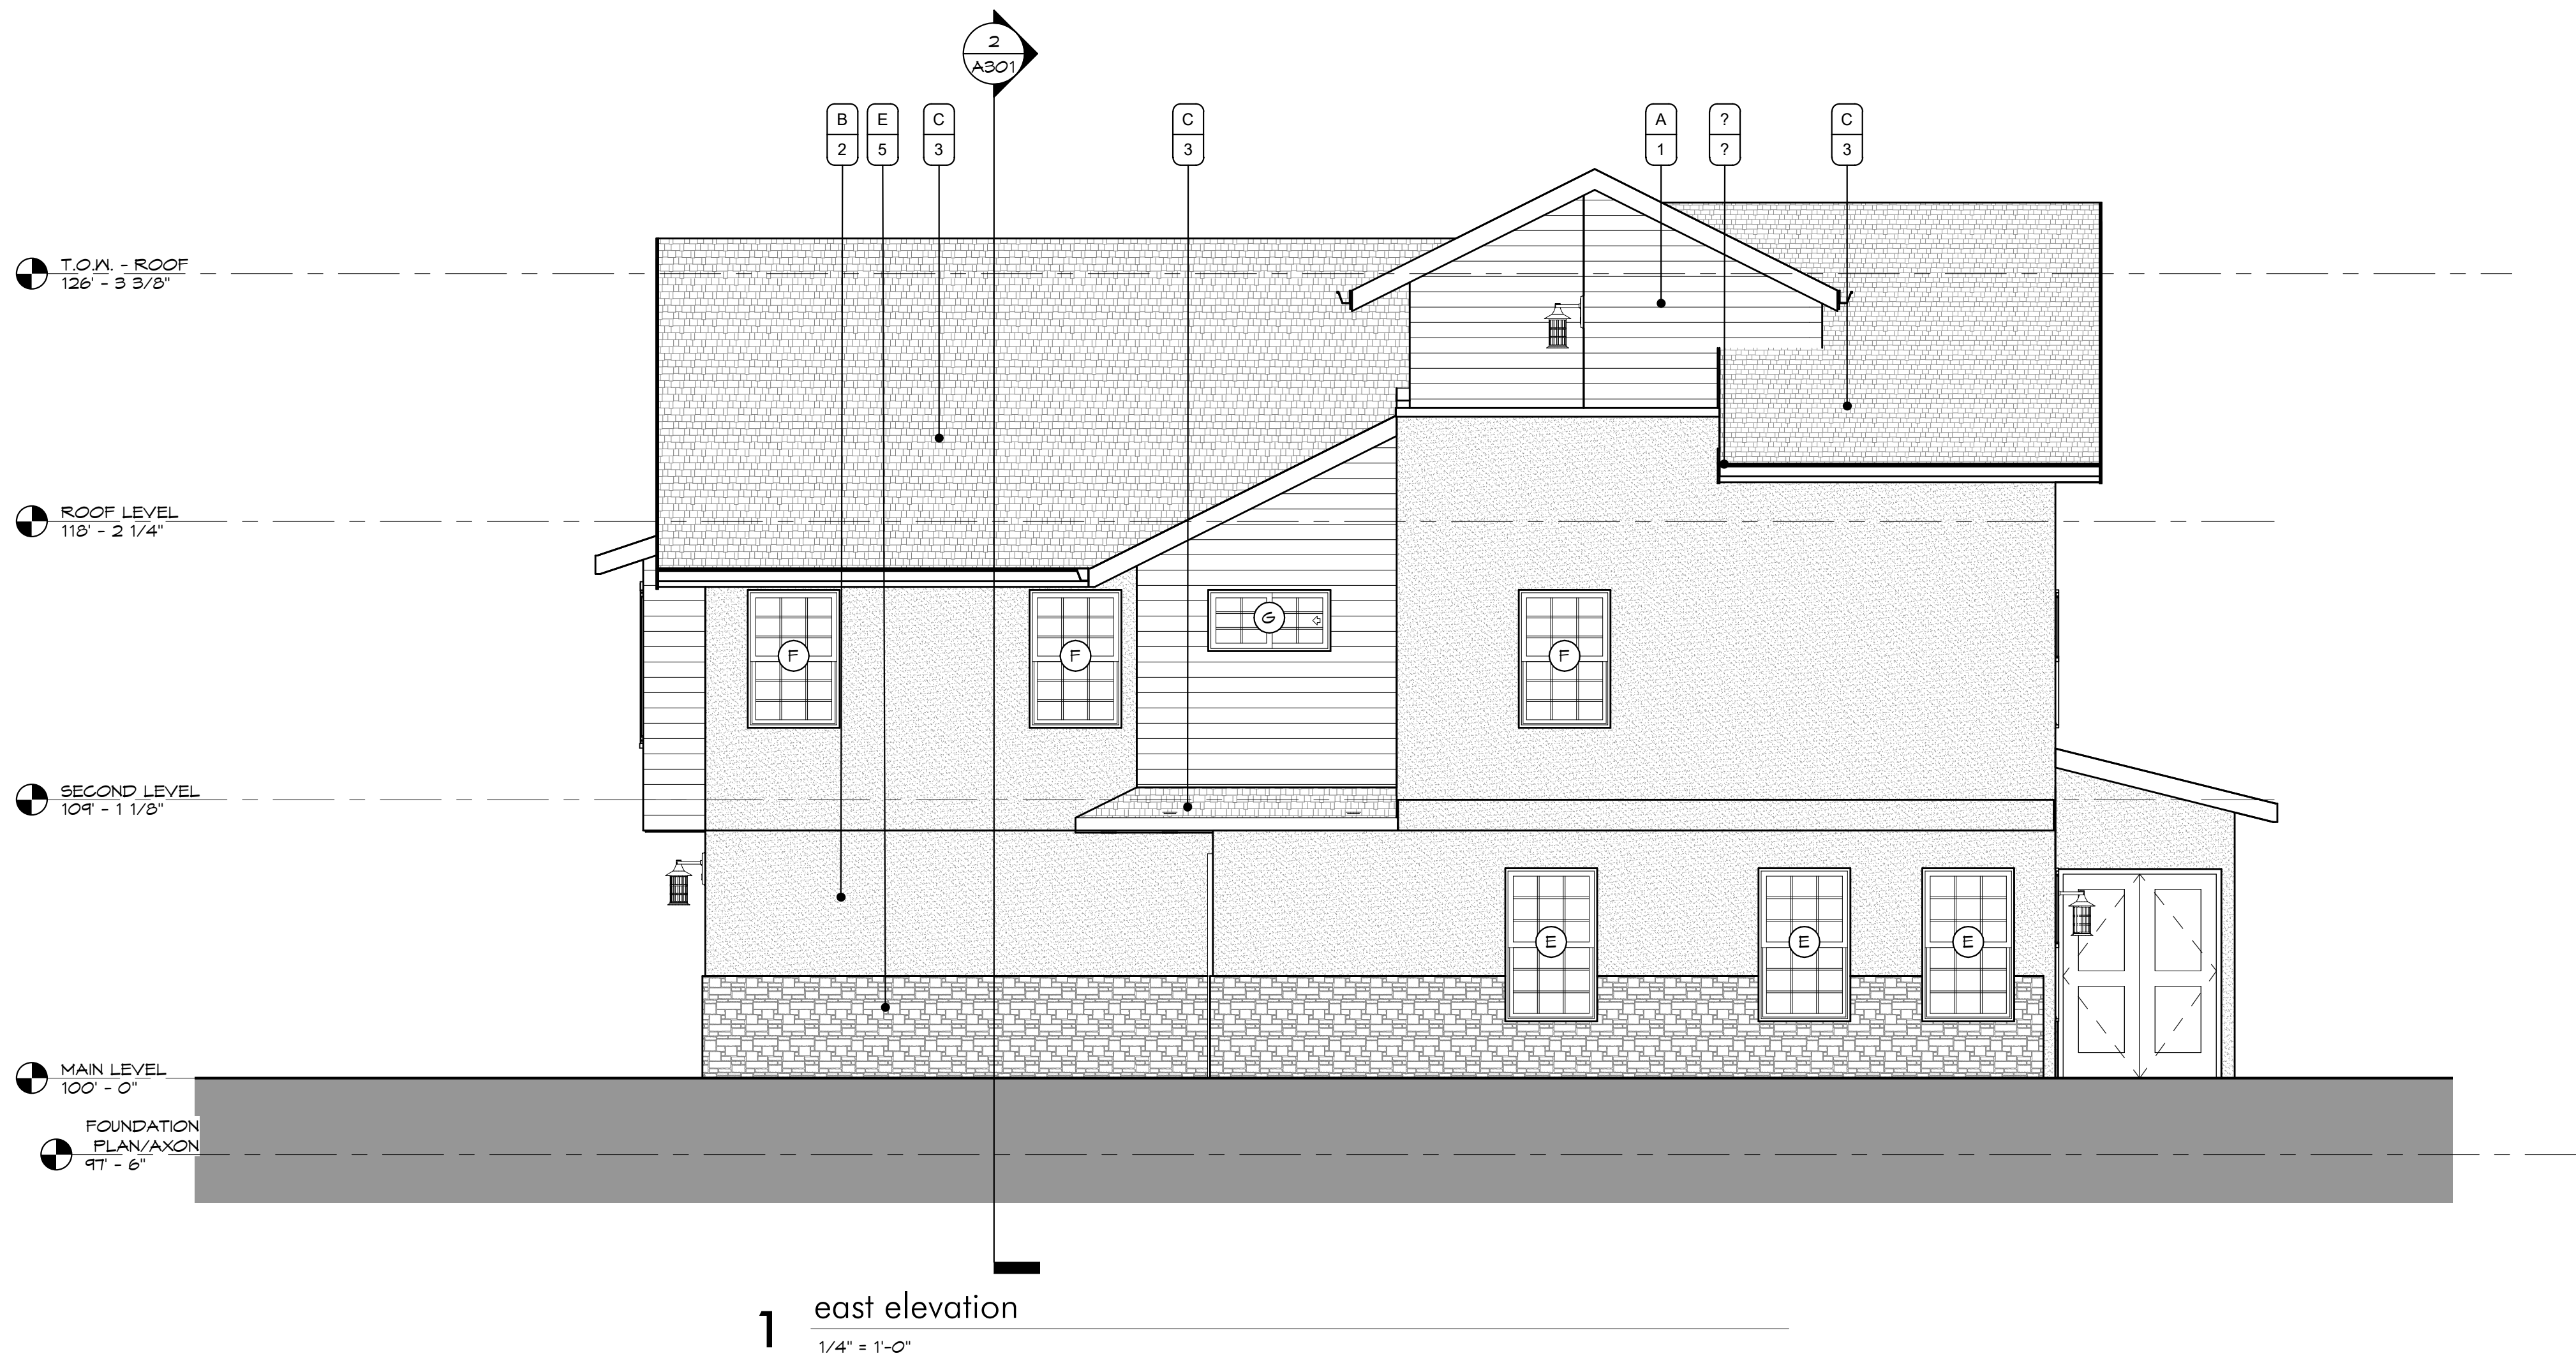 2
A301
B
2
E
5
C
3
C
3
A
1
?
?
C
3
T.O.W. - ROOF
126' - 3 3/8"
ROOF LEVEL
118' - 2 1/4"
F
F
G
F
SECOND LEVEL
109' - 1 1/8"
E
E
E
MAIN LEVEL
100' - 0"
FOUNDATION
PLAN/AXON
97' - 6"
1
east elevation
1/4" = 1'-0"